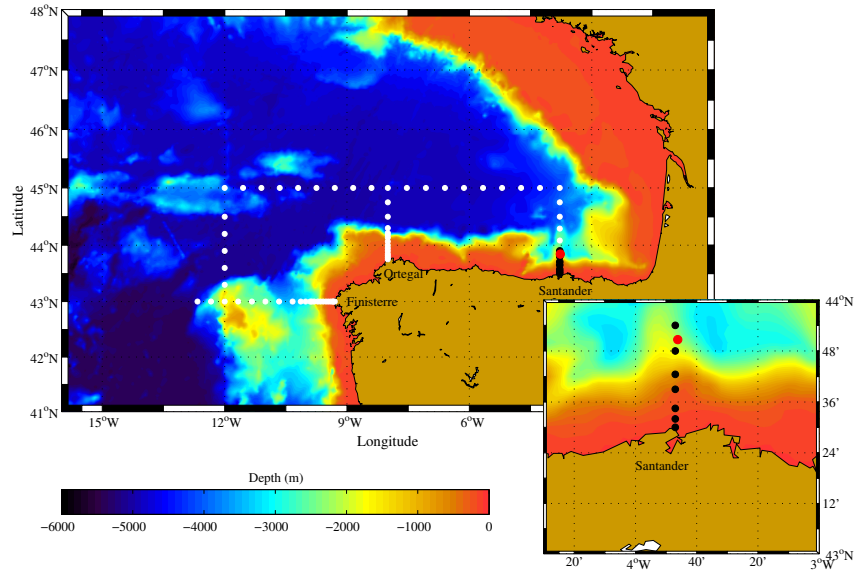 48°N
47°N
46°N
45°N
44°N
43°N
42°N
41°N
Latitude
Ortegal
Santander
Finisterre
15°W
12°W
9°W
6°W
Longitude
44°N
48'
36'
24'
12'
43°N
Santander
20'
4°W
40'
20'
3°W
Depth (m)
−6000
−5000
−4000
−3000
−2000
−1000
0